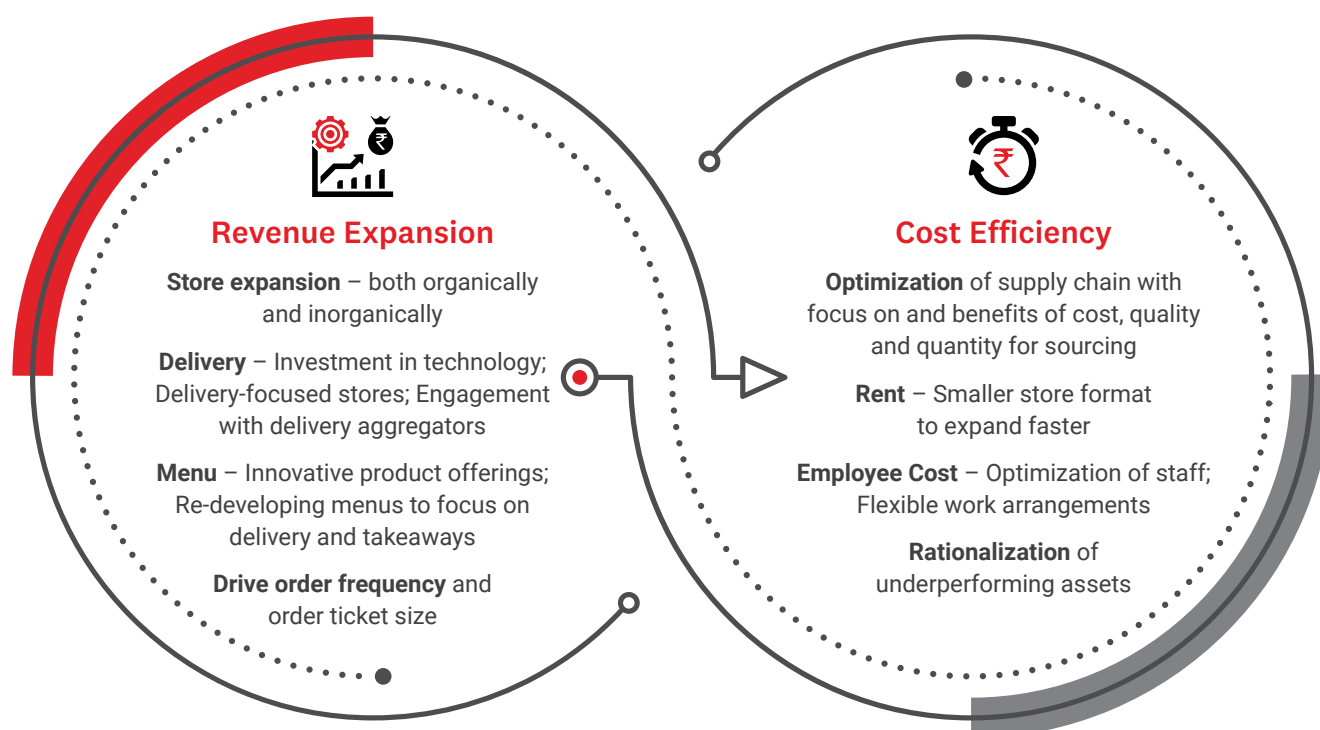 Revenue Expansion
Store expansion – both organically
and inorganically
Delivery – Investment in technology;
Delivery-focused stores; Engagement
with delivery aggregators
Menu – Innovative product offerings;
Re-developing menus to focus on
delivery and takeaways
Drive order frequency and
order ticket size
Cost Efficiency
Optimization of supply chain with
focus on and benefits of cost, quality
and quantity for sourcing
Rent – Smaller store format
to expand faster
Employee Cost – Optimization of staff;
Flexible work arrangements
Rationalization of
underperforming assets